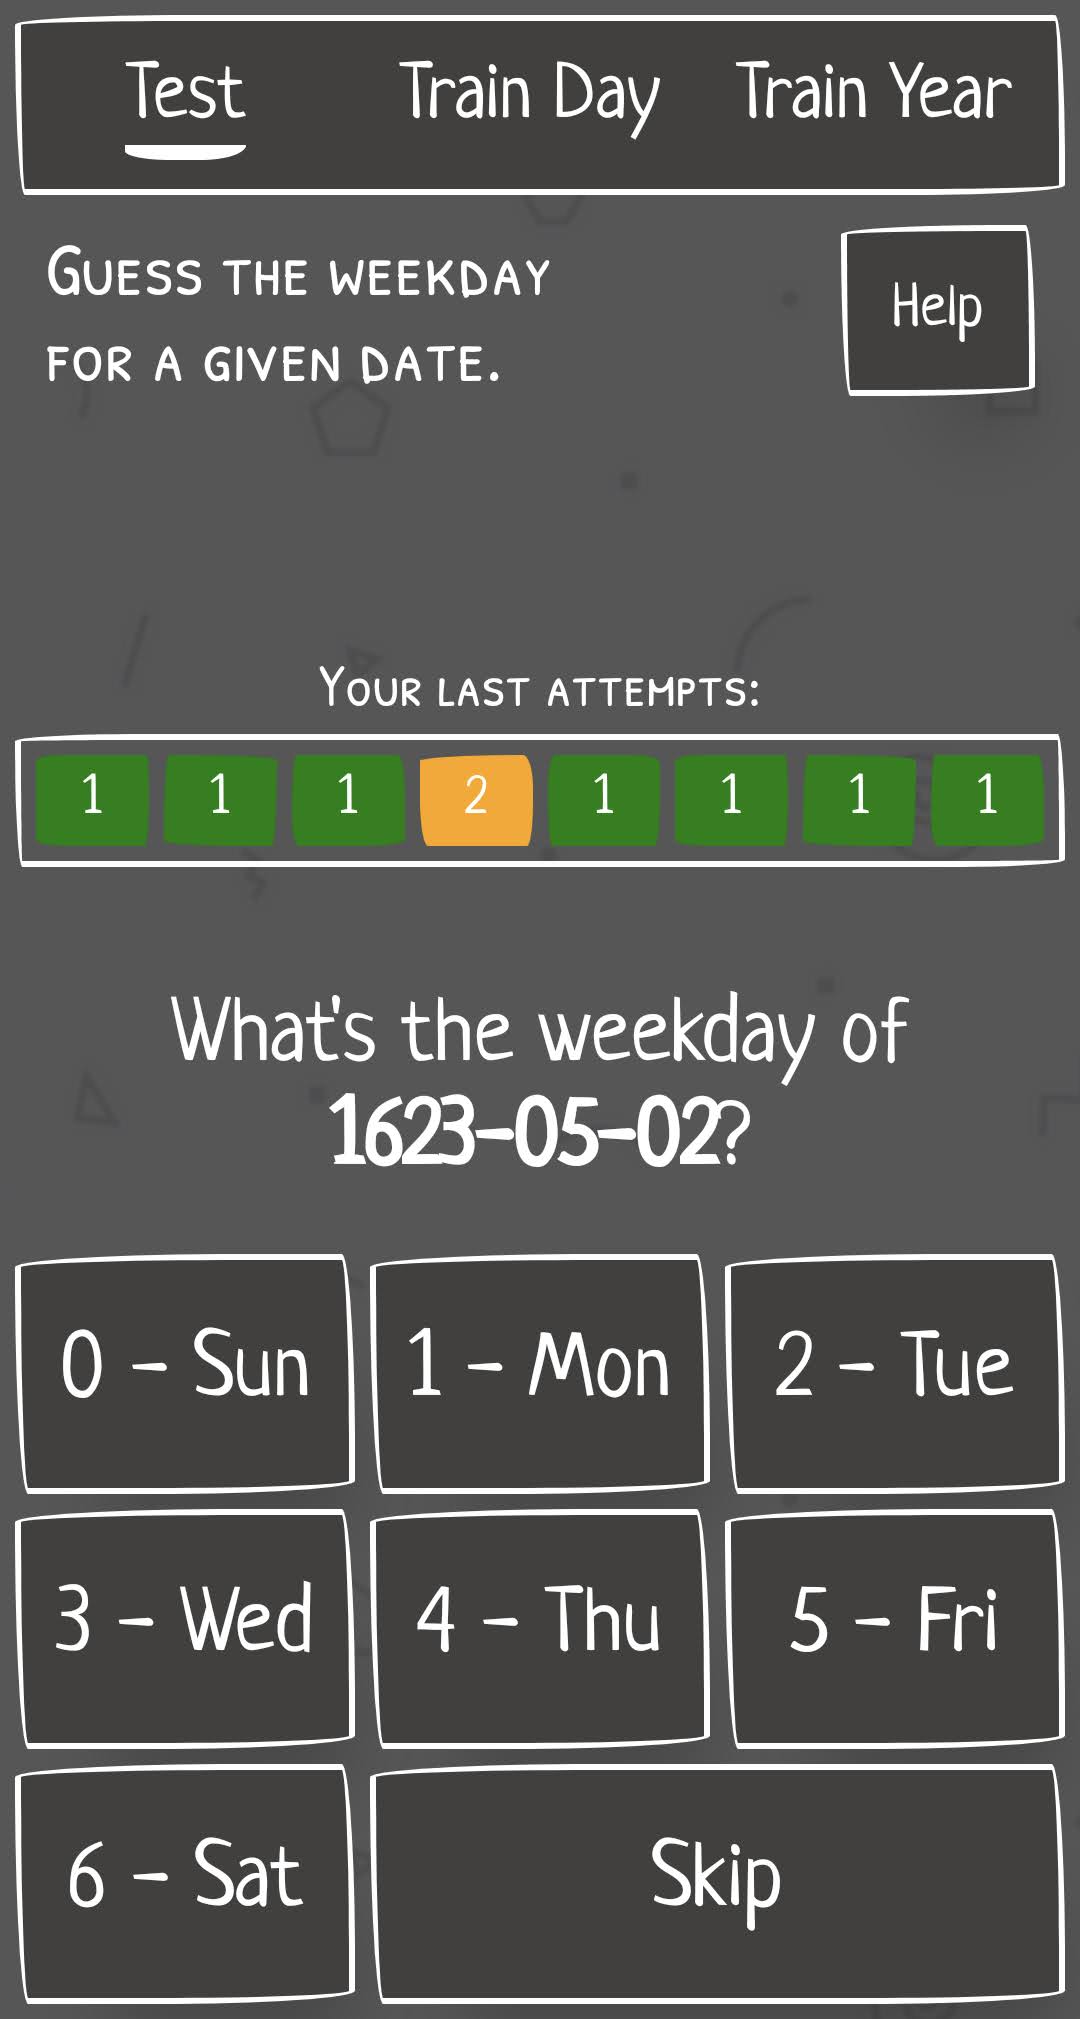 Test Train Day Train Year
Guess the weekday
for a given date.
Help
Your last attempts:
1 1 1 2 1 1 1 1
What's the weekday of
1623-05-02?
0 - Sun 1 - Mon 2 - Tue
3 - Wed 4 - Thu 5 - Fri
6 - Sat Skip